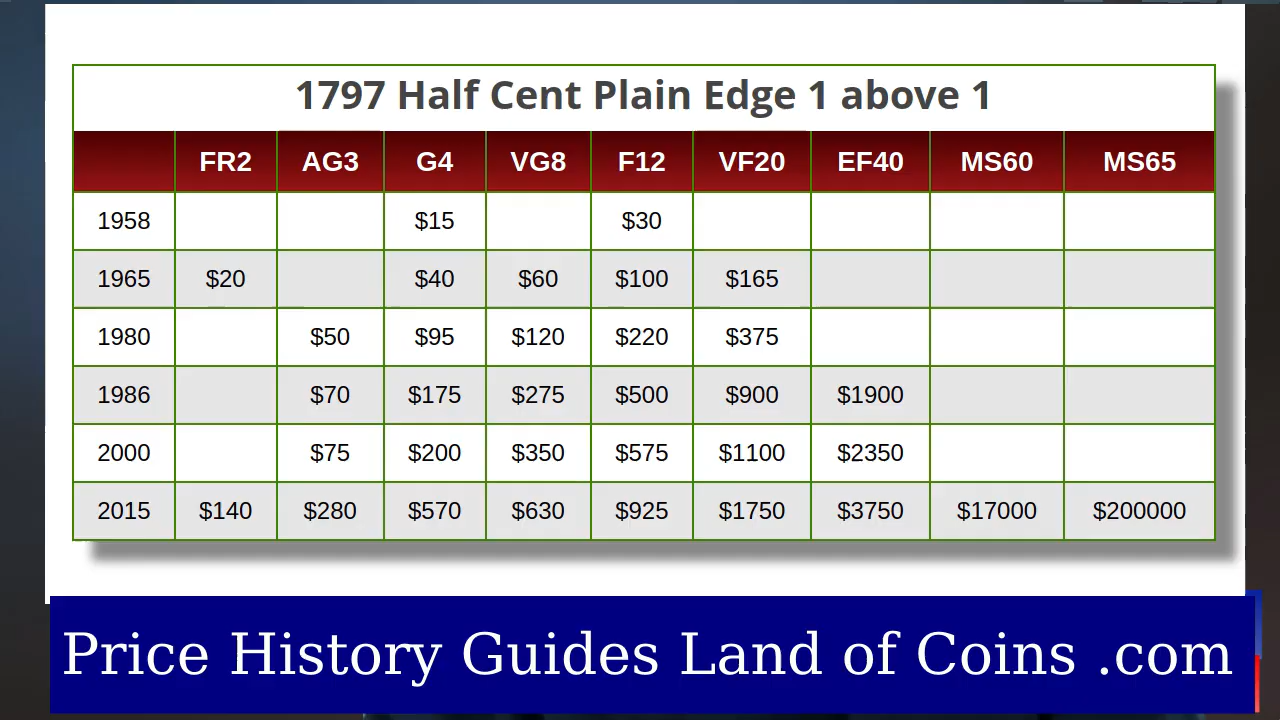 1797 Half Cent Plain Edge 1 above 1
FR2 AG3 G4 VG8 F12 VF20 EF40 MS60 MS65
1958 $15 $30
1965 $20 $40 $60 $100 $165
1980 $50 $95 $120 $220 $375
1986 $70 $175 $275 $500 $900 $1900
2000 $75 $200 $350 $575 $1100 $2350
2015 $140 $280 $570 $630 $925 $1750 $3750 $17000 $200000
Price History Guides Land of Coins .com